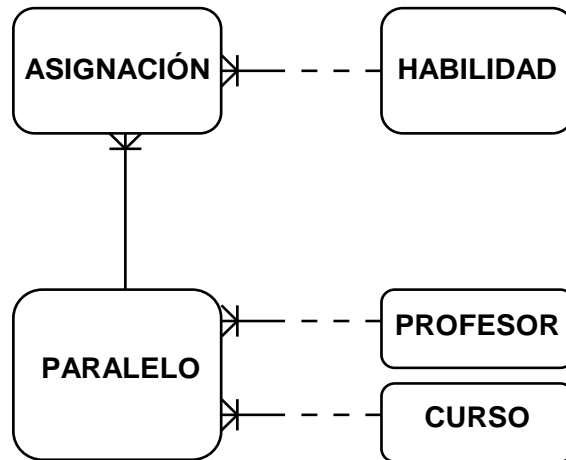 ASIGNACIÓN
HABILIDAD
PROFESOR
PARALELO
CURSO